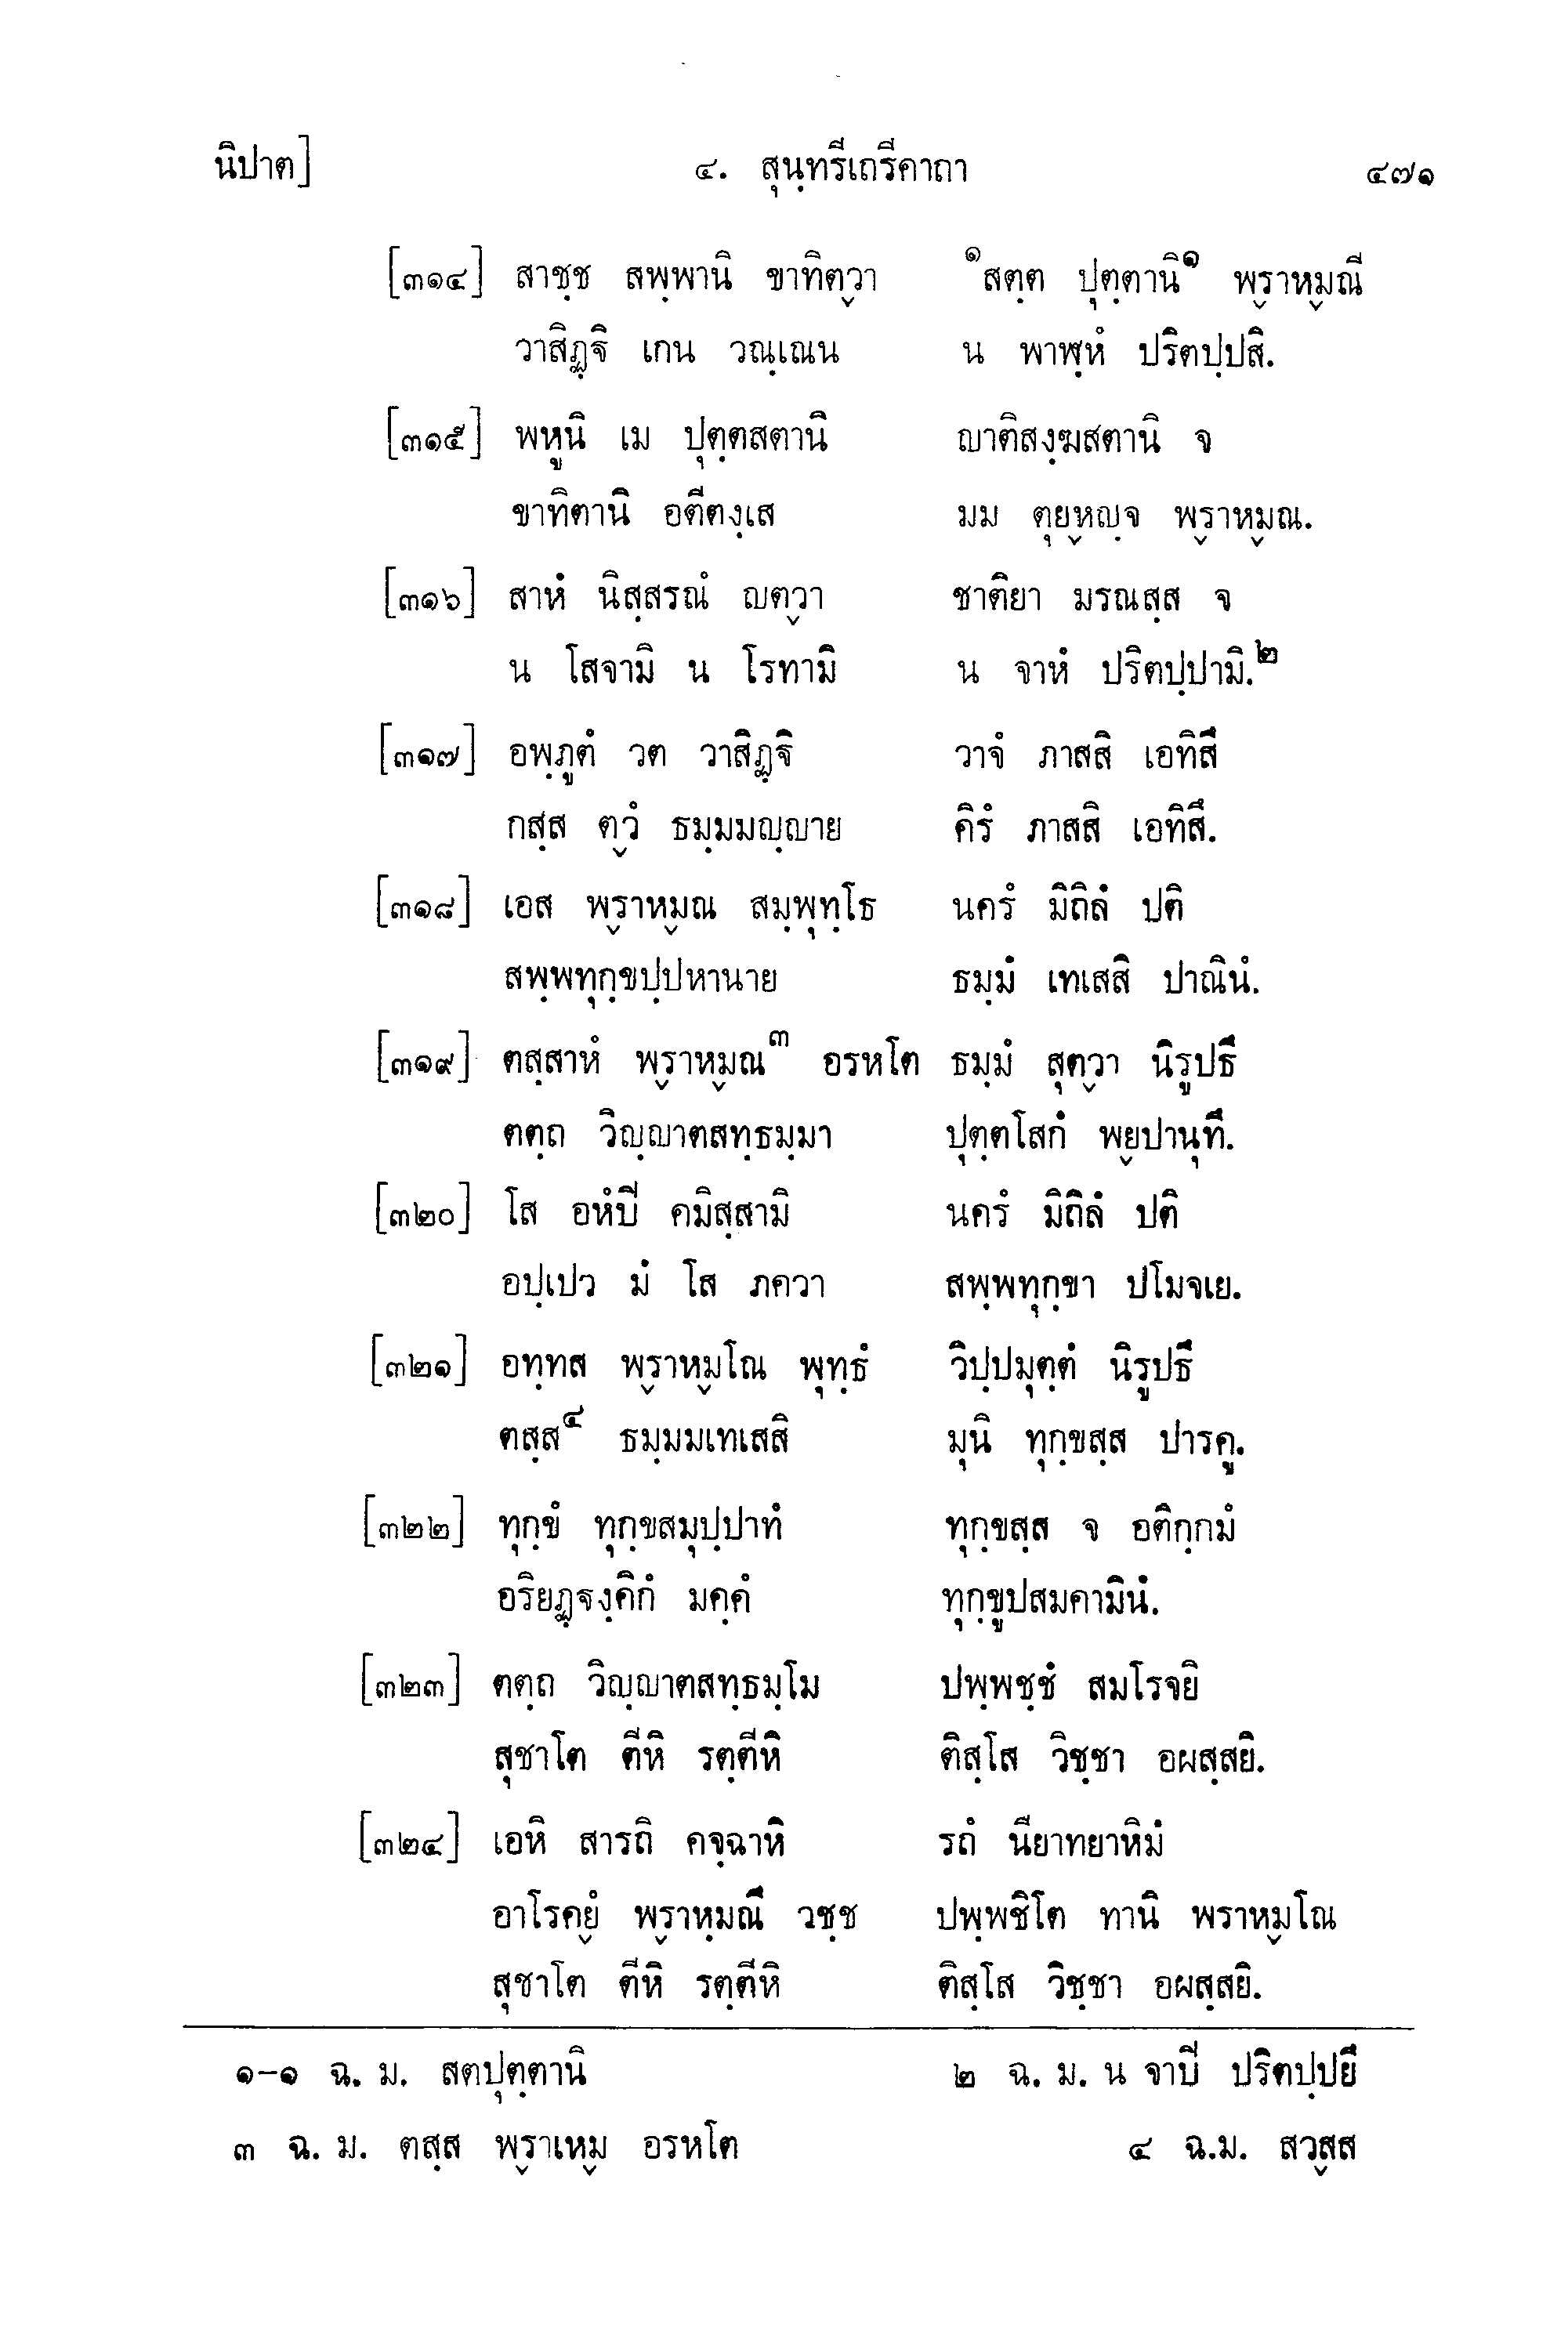 นิปาต] ๔. สุนฺทรีเถรีคาถา ๔๗๑
[๓๑๔] สาชฺช สพฺพานิ ขาทิตฺวา ๑สตฺต ปุตฺตานิ๑ พฺราหฺมณี
วาสิฏฺฐิ เกน วณฺเณน น พาฬฺหํ ปริตปฺปสิ.
[๓๑๕] พหูนิ เม ปุตฺตสตานิ ญาติสงฺฆสตานิ จ
ขาทิตานิ อตีตงฺเส มม ตุยฺหญฺจ พฺราหฺมณ.
[๓๑๖] สาหํ นิสฺสรณํ ญตฺวา ชาติยา มรณสฺส จ
น โสจามิ น โรทามิ น จาหํ ปริตปฺปามิ.๒
[๓๑๗] อพฺภูตํ วต วาสิฏฺฐิ วาจํ ภาสสิ เอทิสึ
กสฺส ตฺวํ ธมฺมมญฺญาย คิรํ ภาสสิ เอทิสึ.
[๓๑๘] เอส พฺราหฺมณ สมฺพุทฺโธ นครํ มิถิลํ ปติ
สพฺพทุกฺขปฺปหานาย ธมฺมํ เทเสสิ ปาณินํ.
[๓๑๙] ตสฺสาหํ พฺราหฺมณ๓ อรหโต ธมฺมํ สุตฺวา นิรูปธึ
ตตฺถ วิญฺญาตสทฺธมฺมา ปุตฺตโสกํ พฺยปานุทึ.
[๓๒๐] โส อหํปิ คมิสฺสามิ นครํ มิถิลํ ปติ
อปฺเปว มํ โส ภควา สพฺพทุกฺขา ปโมจเย.
[๓๒๑] อทฺทส พฺราหฺมโณ พุทฺธํ วิปฺปมุตฺตํ นิรูปธึ
ตสฺส๔ ธมฺมมเทเสสิ มุนิ ทุกฺขสฺส ปารคู.
[๓๒๒] ทุกฺขํ ทุกฺขสมุปฺปาทํ ทุกฺขสฺส จ อติกฺกมํ
อริยฏฺฐงฺคิกํ มคฺคํ ทุกฺขูปสมคามินํ.
[๓๒๓] ตตฺถ วิญฺญาตสทฺธมฺโม ปพฺพชฺชํ สมโรจยิ
สุชาโต ตีหิ รตฺตีหิ ติสฺโส วิชฺชา อผสฺสยิ.
[๓๒๔] เอหิ สารถิ คจฺฉาหิ รถํ นียาทยาหิมํ
อาโรคฺยํ พฺราหฺมณึ วชฺช ปพฺพชิโต ทานิ พราหฺมโณ
สุชาโต ตีหิ รตฺตีหิ ติสฺโส วิชฺชา อผสฺสยิ.
๑-๑ ฉ. ม. สตปุตฺตานิ ๒ ฉ. ม. น จาปิ ปริตปฺปยึ
๓ ฉ. ม. ตสฺส พฺราเหฺม อรหโต ๔ ฉ.ม. สวสฺส